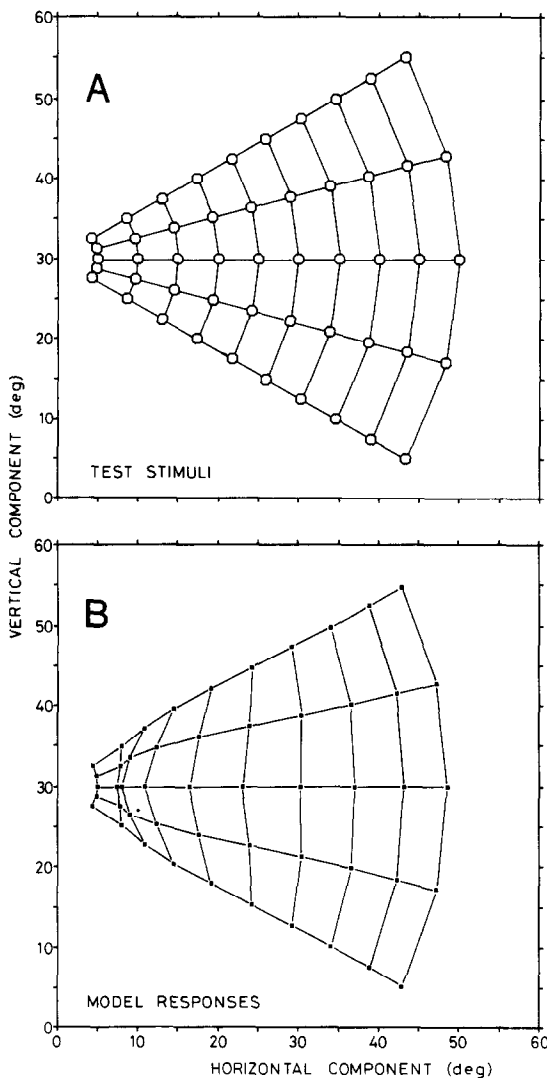 60
A
50
40
30
20
10
TEST STIMULI
0
VERTICAL COMPONENT (deg)
60
B
50
40
30
20
10
MODEL RESPONSES
0
0 10 20 30 40 50 60
HORIZONTAL COMPONENT (deg)